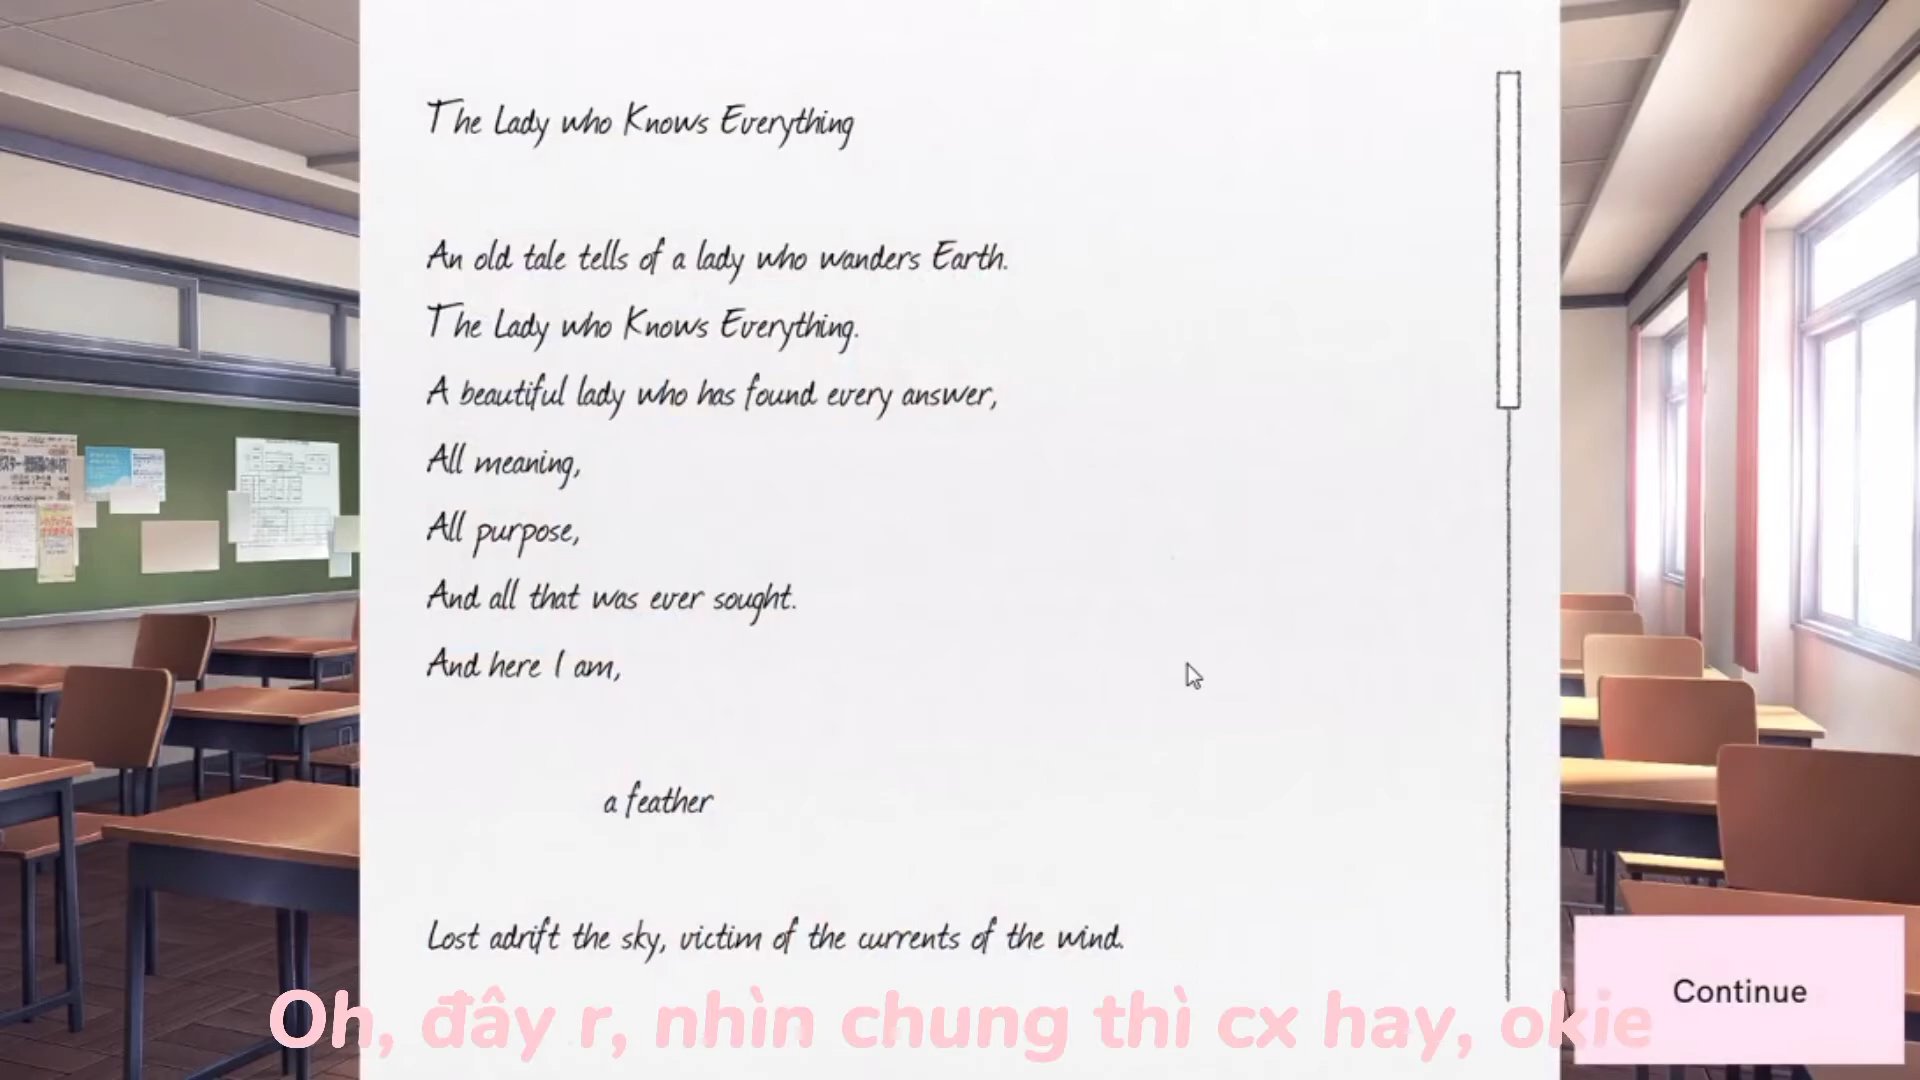 The Lady who Knows Everything
An old tale tells of a lady who wanders Earth.
The Lady who Knows Everything.
A beautiful lady who has found every answer,
All meaning,
All purpose,
And all that was ever sought.
And here I am,
a feather
Lost adrift the sky, victim of the currents of the wind.
Oh, đây r, nhìn chung thì cx hay, okie
Continue